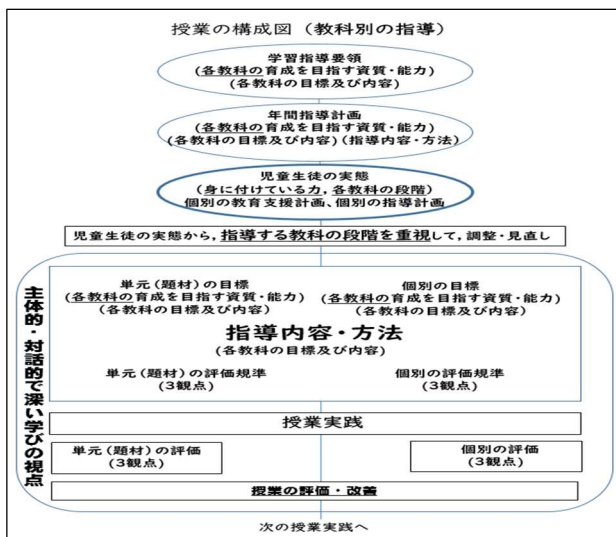 授業の構成図(教科別の指導)
学習指導要領
(各教科の育成を目指す資質・能力)
(各教科の目標及び内容)
年間指導計画
(各教科の育成を目指す資質・能力)
(各教科の目標及び内容)(指導内容・方法)
児童生徒の実態
(身に付けている力,各教科の段階)
個別の教育支援計画、個別の指導計画
児童生徒の実態から,指導する教科の段階を重視して,調整・見直し
主体的・対話的で深い学びの視点
単元(題材)の目標
(各教科の育成を目指す資質・能力)
(各教科の目標及び内容)
個別の目標
(各教科の育成を目指す資質・能力)
(各教科の目標及び内容)
指導内容・方法
(各教科の目標及び内容)
単元(題材)の評価規準
(3観点)
個別の評価規準
(3観点)
授業実践
単元(題材)の評価
(3観点)
個別の評価
(3観点)
授業の評価・改善
次の授業実践へ